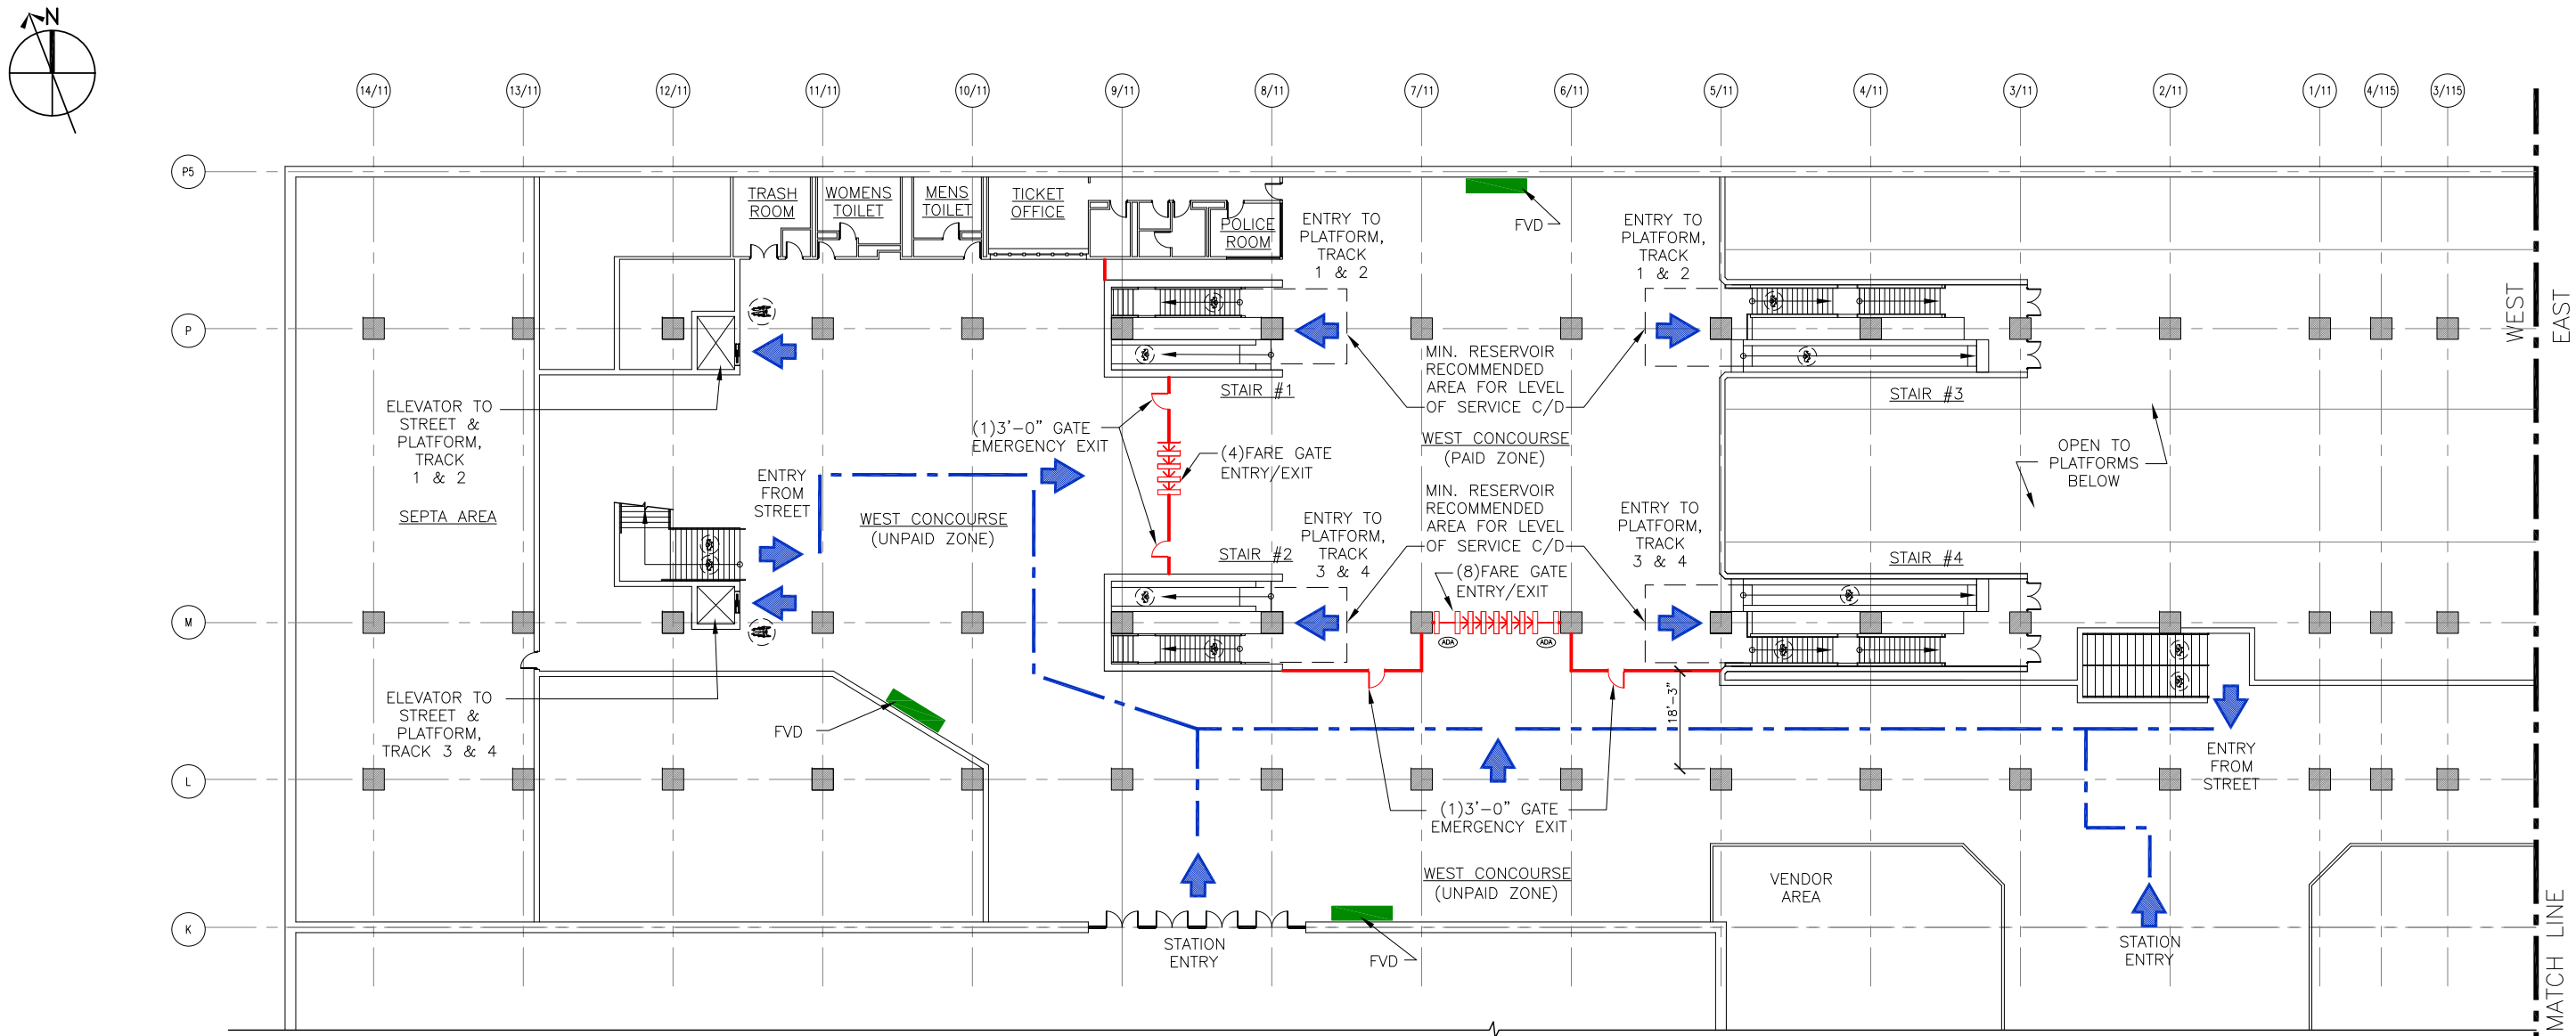 N
14/11
13/11
12/11
11/11
10/11
9/11
8/11
7/11
6/11
5/11
4/11
3/11
2/11
1/11
4/115
3/115
P5
P
M
L
K
TRASH
ROOM
WOMENS
TOILET
MENS
TOILET
TICKET
OFFICE
POLICE
ROOM
ENTRY TO
PLATFORM,
TRACK
1 & 2
FVD
ENTRY TO
PLATFORM,
TRACK
1 & 2
WEST
EAST
MIN. RESERVOIR
RECOMMENDED
AREA FOR LEVEL
OF SERVICE C/D
STAIR #1
STAIR #3
ELEVATOR TO
STREET &
PLATFORM,
TRACK
1 & 2
(1)3'-0" GATE
EMERGENCY EXIT
(4)FARE GATE
ENTRY/EXIT
WEST CONCOURSE
(PAID ZONE)
OPEN TO
PLATFORMS
BELOW
ENTRY
FROM
STREET
SEPTA AREA
WEST CONCOURSE
(UNPAID ZONE)
MIN. RESERVOIR
RECOMMENDED
AREA FOR LEVEL
OF SERVICE C/D
ENTRY TO
PLATFORM,
TRACK
3 & 4
ENTRY TO
PLATFORM,
TRACK
3 & 4
STAIR #2
STAIR #4
(8)FARE GATE
ENTRY/EXIT
ADA
ADA
ELEVATOR TO
STREET &
PLATFORM,
TRACK 3 & 4
FVD
18'-3"
ENTRY
FROM
STREET
(1)3'-0" GATE
EMERGENCY EXIT
WEST CONCOURSE
(UNPAID ZONE)
VENDOR
AREA
STATION
ENTRY
FVD
STATION
ENTRY
MATCH LINE